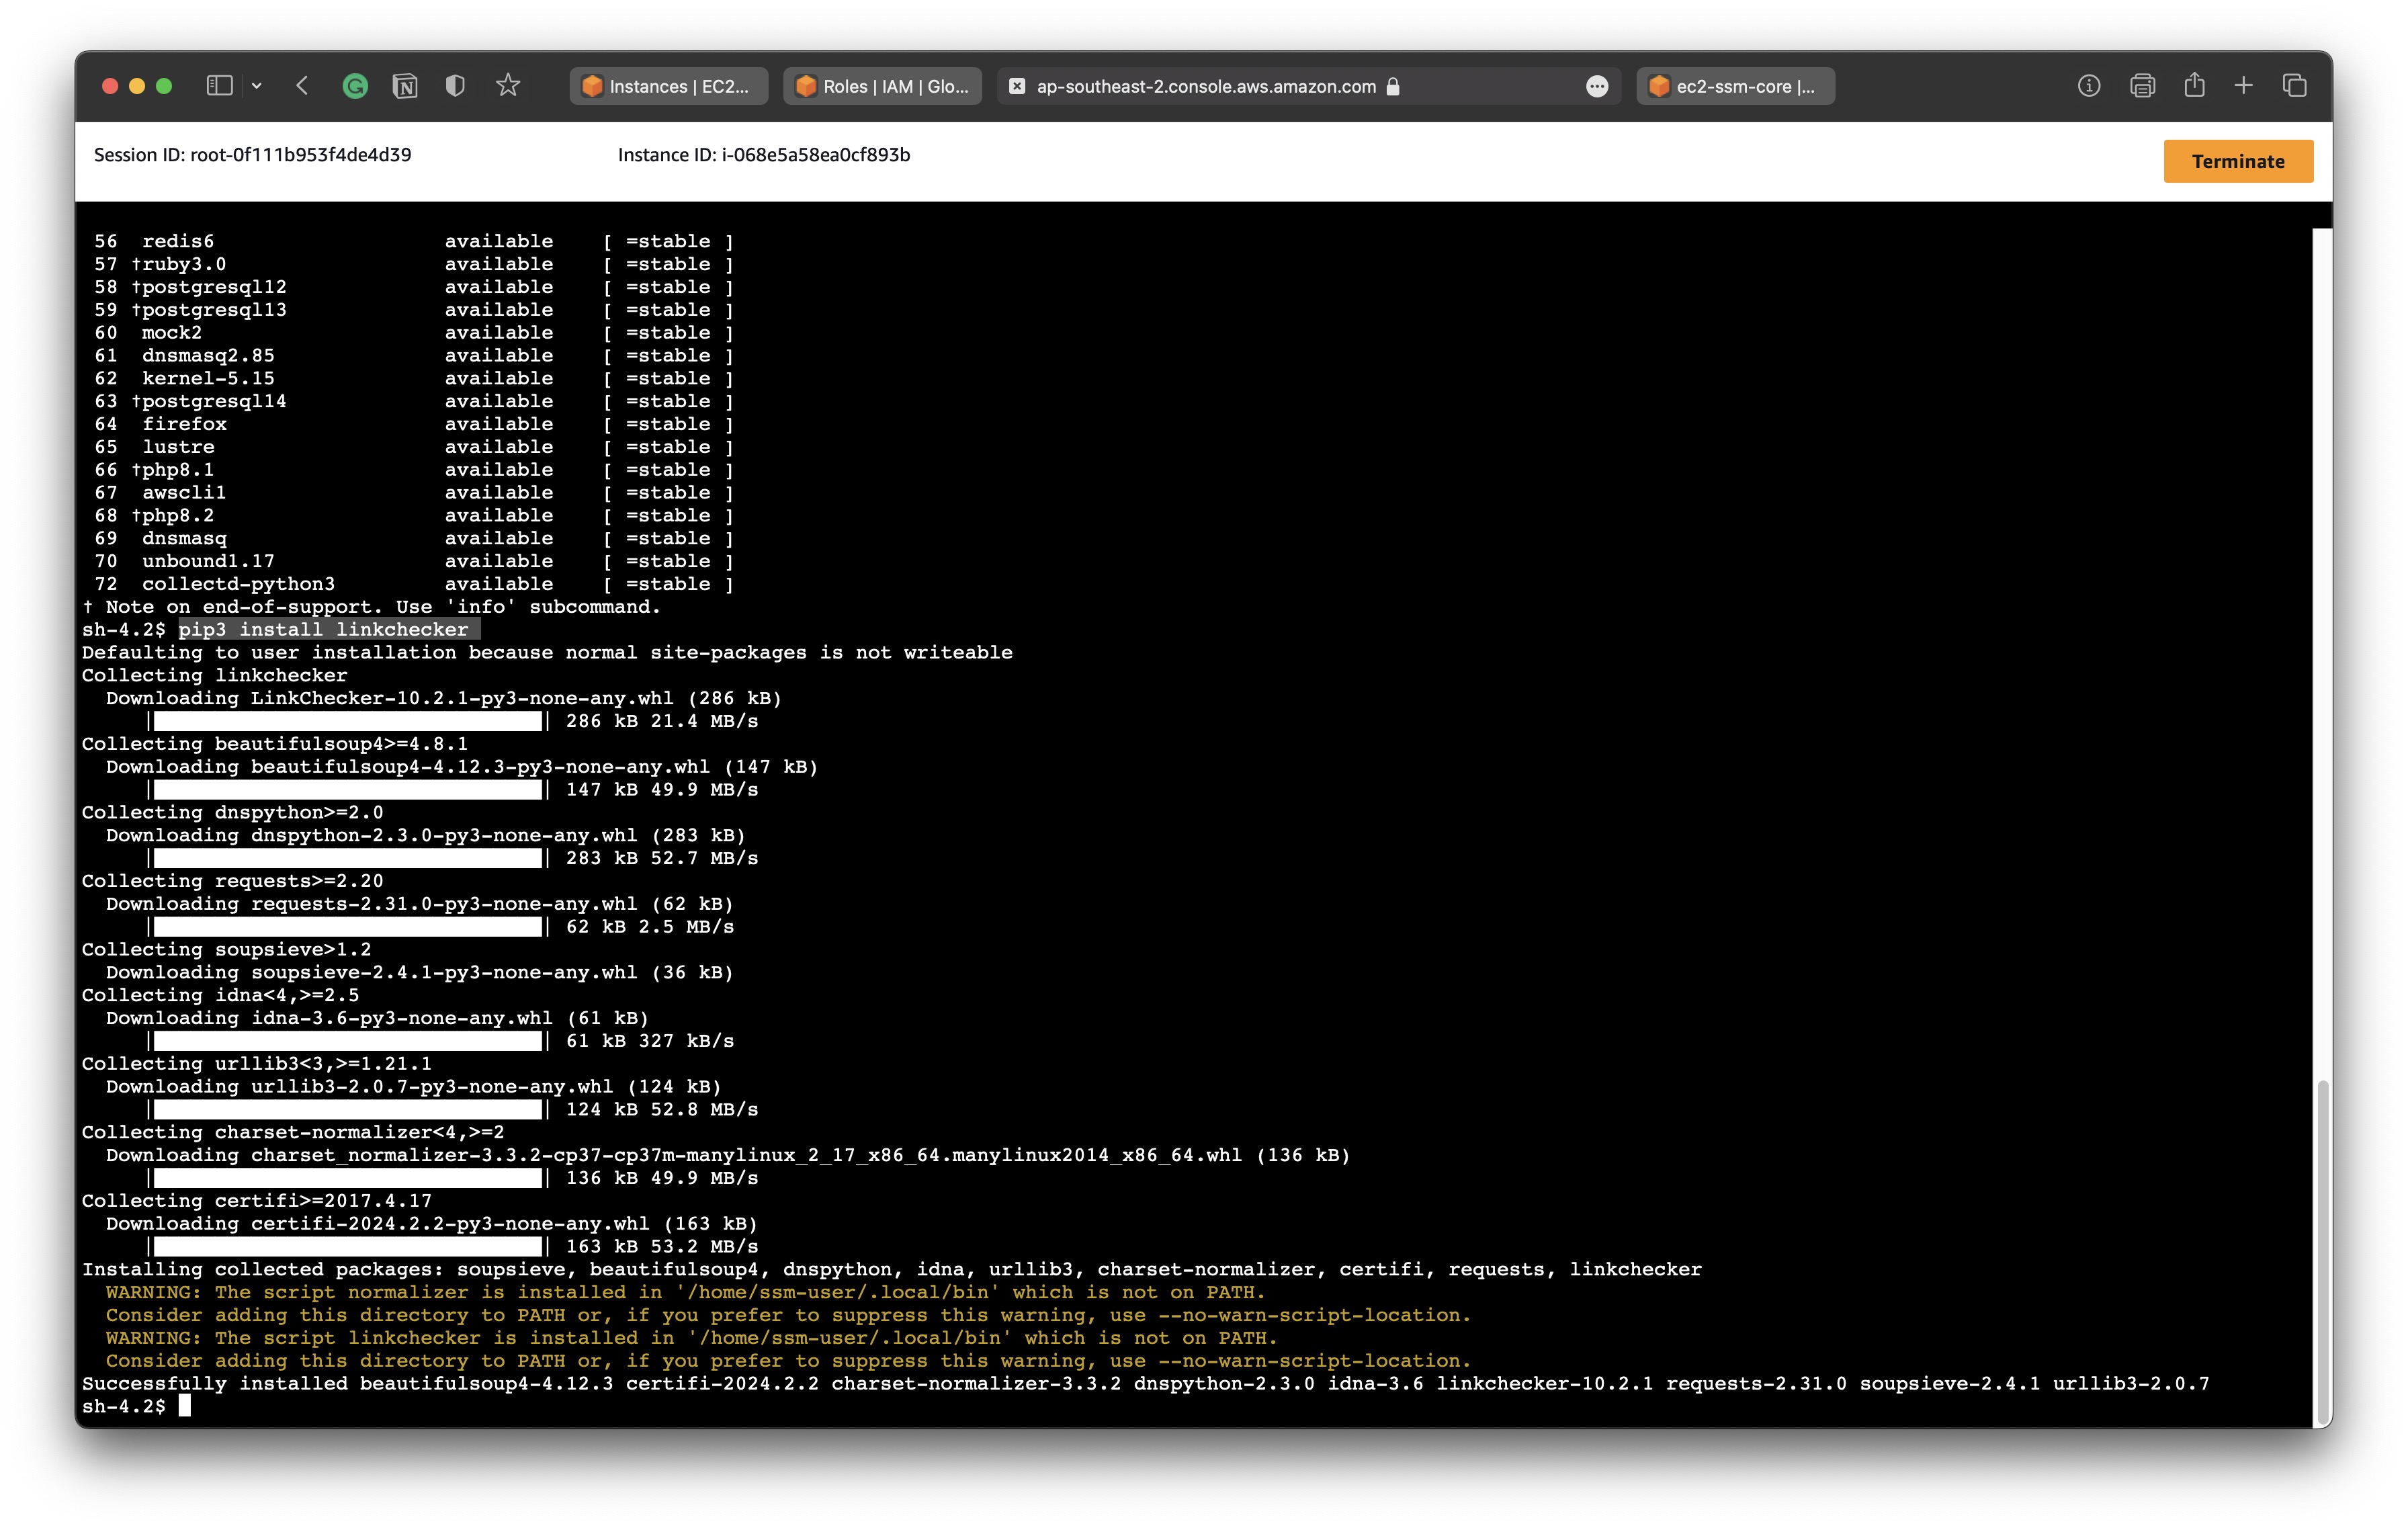 Instances | EC2...
Roles | IAM | Glo...
ap-southeast-2.console.aws.amazon.com
ec2-ssm-core |...
Session ID: root-0f111b953f4de4d39
Instance ID: i-068e5a58ea0cf893b
Terminate
56  redis6                   available    [ =stable ]
57 †ruby3.0                  available    [ =stable ]
58 †postgresql12             available    [ =stable ]
59 †postgresql13             available    [ =stable ]
60  mock2                    available    [ =stable ]
61  dnsmasq2.85              available    [ =stable ]
62  kernel-5.15              available    [ =stable ]
63 †postgresql14             available    [ =stable ]
64  firefox                  available    [ =stable ]
65  lustre                   available    [ =stable ]
66 †php8.1                   available    [ =stable ]
67  awscli1                  available    [ =stable ]
68 †php8.2                   available    [ =stable ]
69  dnsmasq                  available    [ =stable ]
70  unbound1.17              available    [ =stable ]
72  collectd-python3         available    [ =stable ]
† Note on end-of-support. Use 'info' subcommand.
sh-4.2$ pip3 install linkchecker
Defaulting to user installation because normal site-packages is not writeable
Collecting linkchecker
Downloading LinkChecker-10.2.1-py3-none-any.whl (286 kB)
| | 286 kB 21.4 MB/s
Collecting beautifulsoup4>=4.8.1
Downloading beautifulsoup4-4.12.3-py3-none-any.whl (147 kB)
| | 147 kB 49.9 MB/s
Collecting dnspython>=2.0
Downloading dnspython-2.3.0-py3-none-any.whl (283 kB)
| | 283 kB 52.7 MB/s
Collecting requests>=2.20
Downloading requests-2.31.0-py3-none-any.whl (62 kB)
| | 62 kB 2.5 MB/s
Collecting soupsieve>1.2
Downloading soupsieve-2.4.1-py3-none-any.whl (36 kB)
Collecting idna<4,>=2.5
Downloading idna-3.6-py3-none-any.whl (61 kB)
| | 61 kB 327 kB/s
Collecting urllib3<3,>=1.21.1
Downloading urllib3-2.0.7-py3-none-any.whl (124 kB)
| | 124 kB 52.8 MB/s
Collecting charset-normalizer<4,>=2
Downloading charset_normalizer-3.3.2-cp37-cp37m-manylinux_2_17_x86_64.manylinux2014_x86_64.whl (136 kB)
| | 136 kB 49.9 MB/s
Collecting certifi>=2017.4.17
Downloading certifi-2024.2.2-py3-none-any.whl (163 kB)
| | 163 kB 53.2 MB/s
Installing collected packages: soupsieve, beautifulsoup4, dnspython, idna, urllib3, charset-normalizer, certifi, requests, linkchecker
WARNING: The script normalizer is installed in '/home/ssm-user/.local/bin' which is not on PATH.
Consider adding this directory to PATH or, if you prefer to suppress this warning, use --no-warn-script-location.
WARNING: The script linkchecker is installed in '/home/ssm-user/.local/bin' which is not on PATH.
Consider adding this directory to PATH or, if you prefer to suppress this warning, use --no-warn-script-location.
Successfully installed beautifulsoup4-4.12.3 certifi-2024.2.2 charset-normalizer-3.3.2 dnspython-2.3.0 idna-3.6 linkchecker-10.2.1 requests-2.31.0 soupsieve-2.4.1 urllib3-2.0.7
sh-4.2$